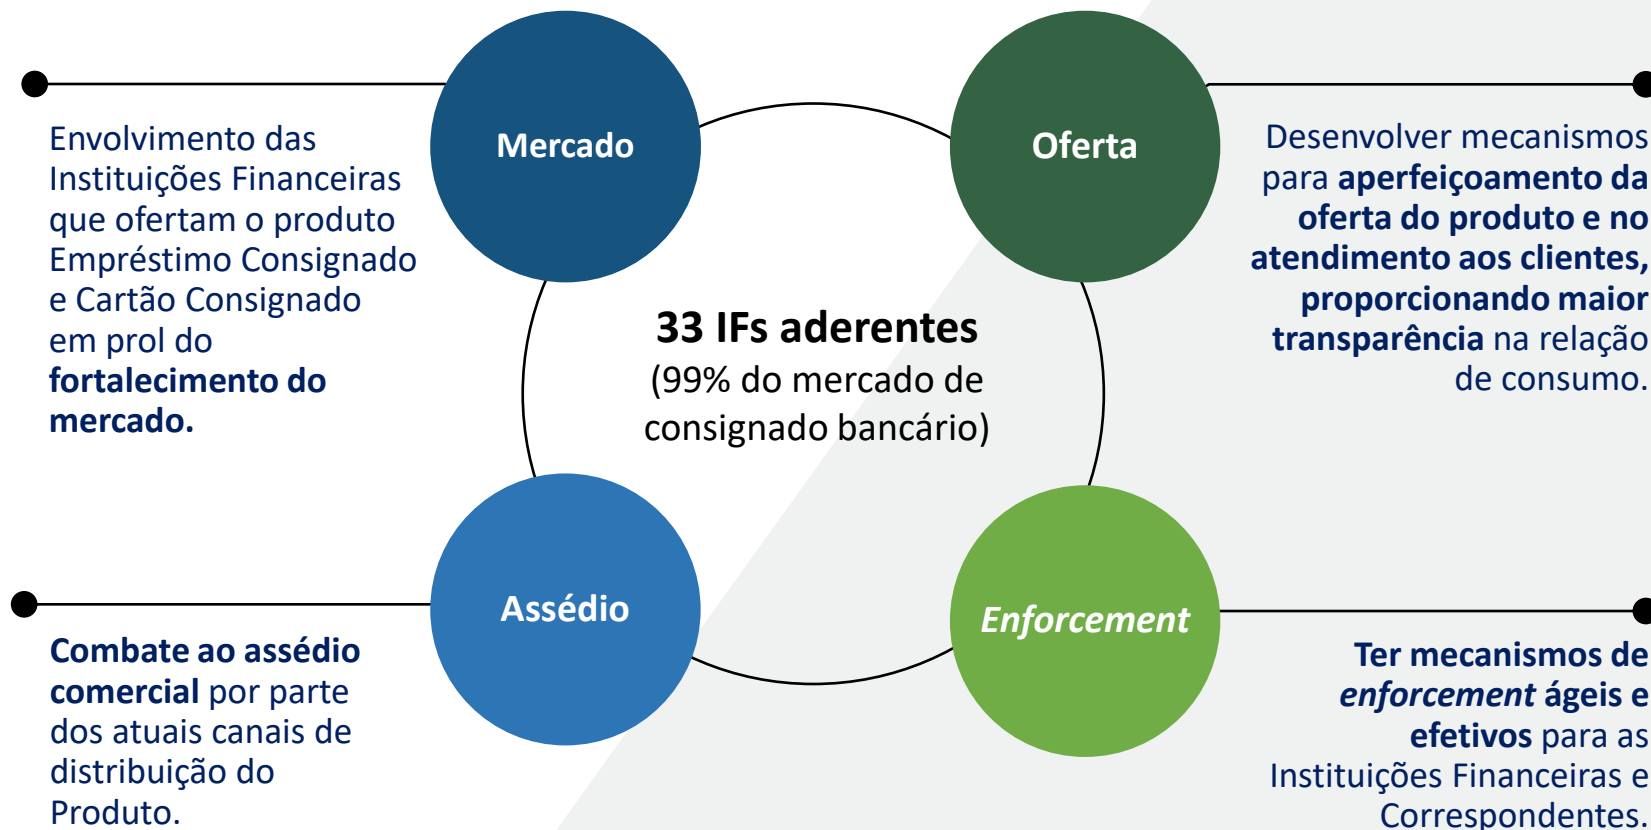 Mercado
Envolvimento das
Instituições Financeiras
que ofertam o produto
Empréstimo Consignado
e Cartão Consignado
em prol do
fortalecimento do
mercado.
Oferta
Desenvolver mecanismos
para aperfeiçoamento da
oferta do produto e no
atendimento aos clientes,
proporcionando maior
transparência na relação
de consumo.
33 IFs aderentes
(99% do mercado de
consignado bancário)
Assédio
Combate ao assédio
comercial por parte
dos atuais canais de
distribuição do
Produto.
Enforcement
Ter mecanismos de
enforcement ágeis e
efetivos para as
Instituições Financeiras e
Correspondentes.